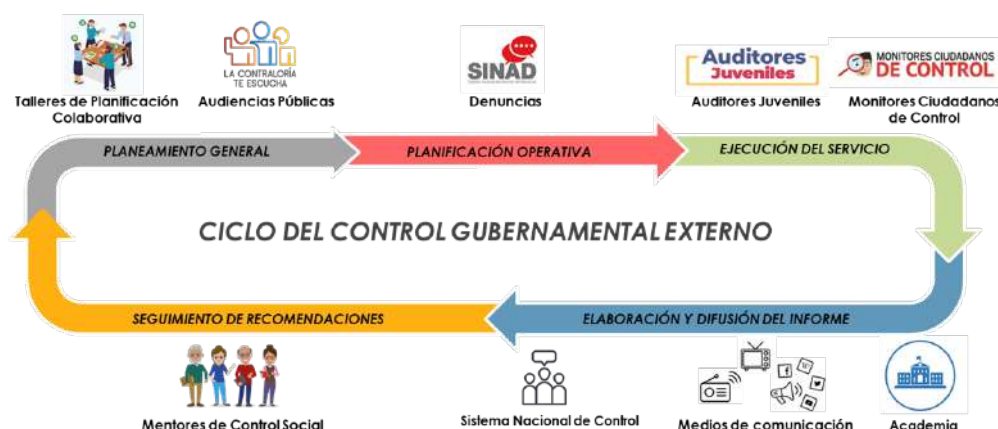 LA CONTRALORÍA
TE ESCUCHA
SINAD
Auditores
Juveniles
MONITORES CIUDADANOS
DE CONTROL
Talleres de Planificación
Colaborativa
Audiencias Públicas
Denuncias
Auditores Juveniles
Monitores Ciudadanos
de Control
PLANEAMIENTO GENERAL
PLANIFICACIÓN OPERATIVA
EJECUCIÓN DEL SERVICIO
CICLO DEL CONTROL GUBERNAMENTAL EXTERNO
SEGUIMIENTO DE RECOMENDACIONES
ELABORACIÓN Y DIFUSIÓN DEL INFORME
Mentores de Control Social
Sistema Nacional de Control
Medios de comunicación
Academia